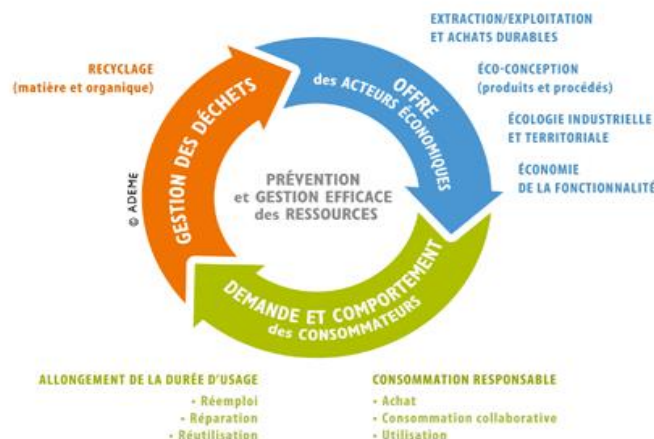 EXTRACTION/EXPLOITATION
ET ACHATS DURABLES
RECYCLAGE
(matière et organique)
ÉCO-CONCEPTION
(produits et procédés)
ÉCOLOGIE INDUSTRIELLE
ET TERRITORIALE
ÉCONOMIE
DE LA FONCTIONNALITÉ
OFFRE
des ACTEURS ÉCONOMIQUES
GESTION DES DÉCHETS
PRÉVENTION
et GESTION EFFICACE
des RESSOURCES
© ADEME
DEMANDE ET COMPORTEMENT
des CONSOMMATEURS
ALLONGEMENT DE LA DURÉE D'USAGE
• Réemploi
• Réparation
• Réutilisation
CONSOMMATION RESPONSABLE
• Achat
• Consommation collaborative
• Utilisation